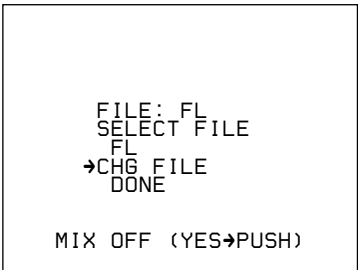 FILE: FL
SELECT FILE
FL
→CHG FILE
DONE
MIX OFF (YES→PUSH)